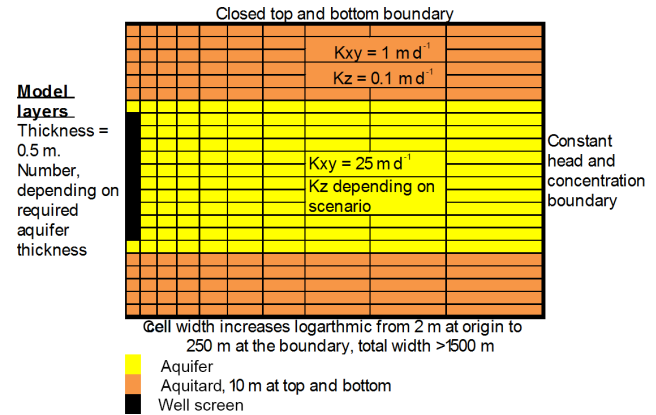 Closed top and bottom boundary
Kxy = 1 m d⁻¹
Kz = 0.1 m d⁻¹
Model
layers
Thickness =
0.5 m.
Number,
depending on
required
aquifer
thickness
Kxy = 25 m d⁻¹
Kz depending on
scenario
Constant
head and
concentration
boundary
Cell width increases logarthmic from 2 m at origin to
250 m at the boundary, total width >1500 m
Aquifer
Aquitard, 10 m at top and bottom
Well screen